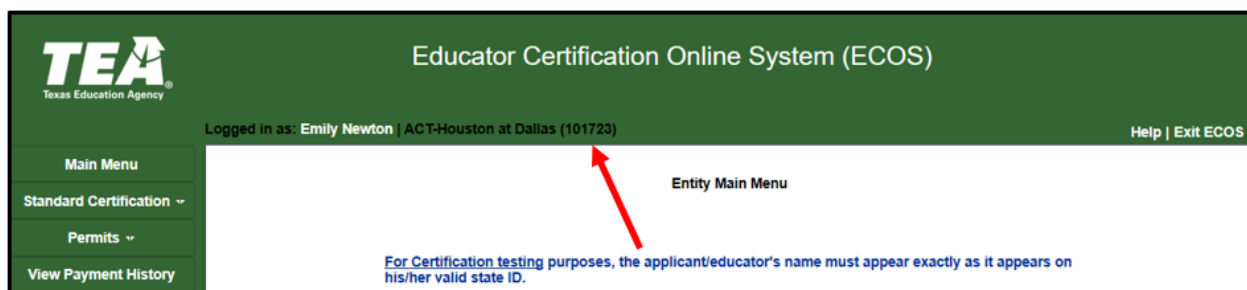 TEA
Texas Education Agency
Educator Certification Online System (ECOS)
Logged in as: Emily Newton | ACT-Houston at Dallas (101723)
Help | Exit ECOS
Main Menu
Standard Certification
Permits
View Payment History
Entity Main Menu
For Certification testing purposes, the applicant/educator's name must appear exactly as it appears on
his/her valid state ID.